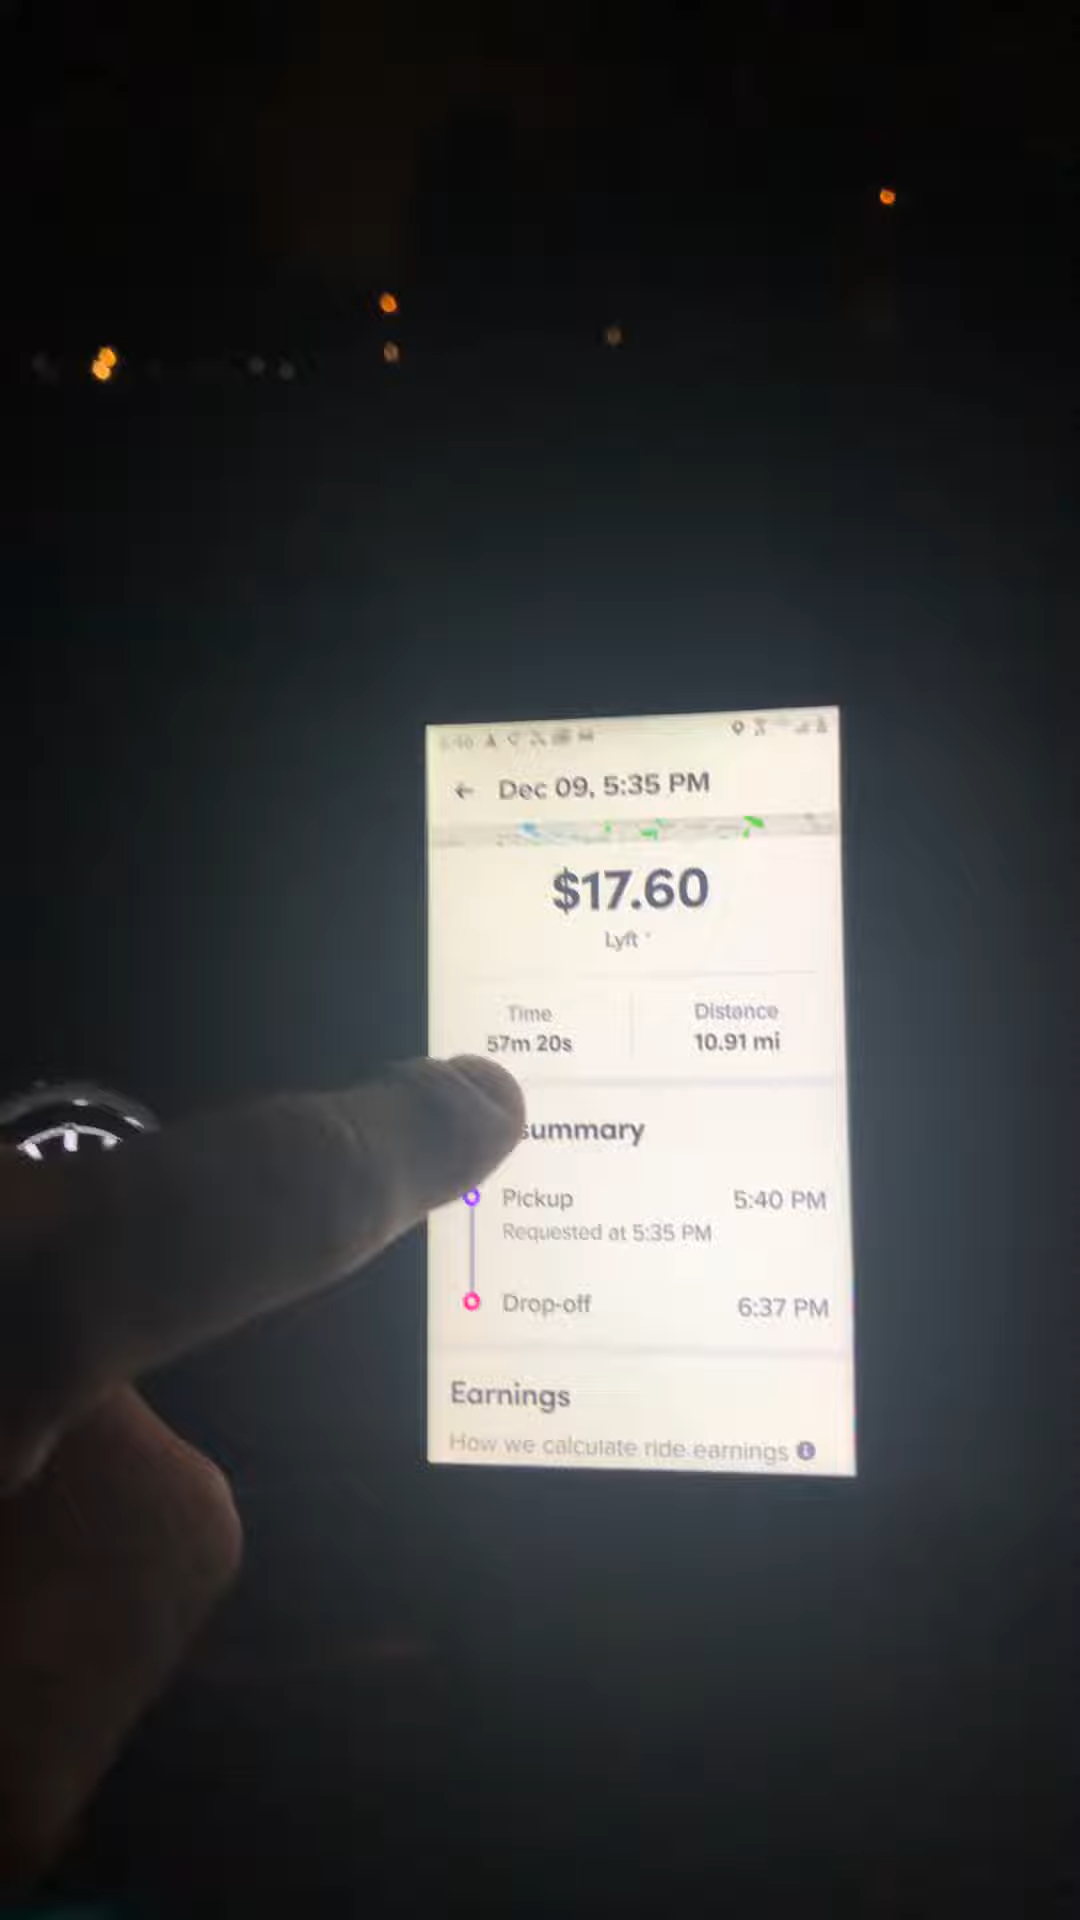 Dec 09, 5:35 PM
$17.60
Lyft
Time
57m 20s
Distance
10.91 mi
summary
Pickup
5:40 PM
Requested at 5:35 PM
Drop-off
6:37 PM
Earnings
How we calculate ride earnings